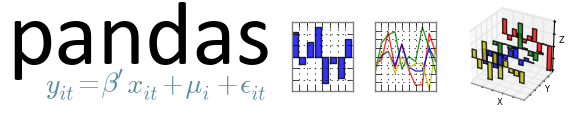 pandas
y_it = β′x_it + μ_i + ϵ_it
Z
Y
X